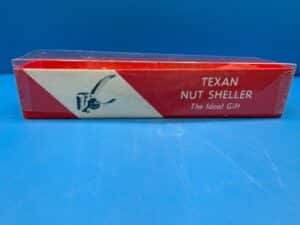 TEXAN
NUT SHELLER
The Ideal Gift